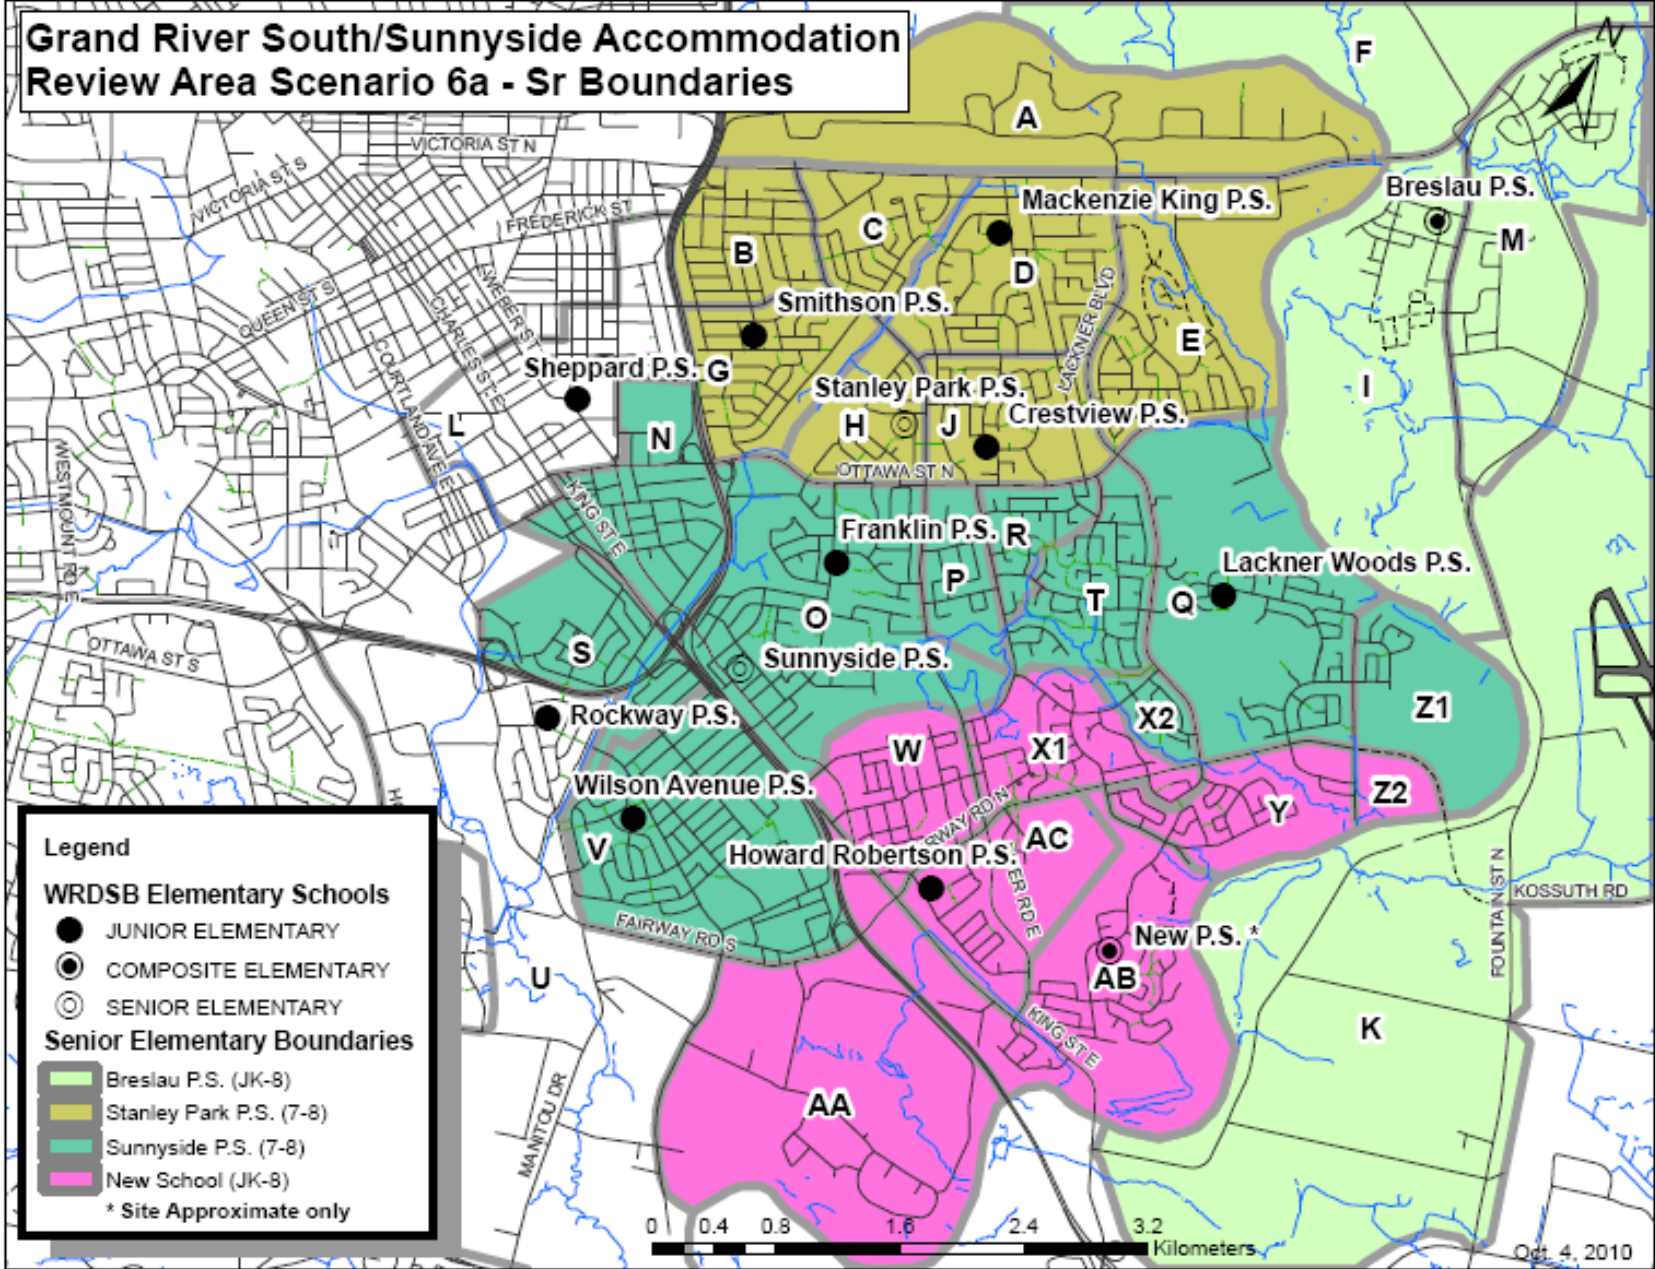 Grand River South/Sunnyside Accommodation
Review Area Scenario 6a - Sr Boundaries
N
F
A
VICTORIA ST N
VICTORIA ST S
FREDERICK ST
Mackenzie King P.S.
Breslau P.S.
B
C
D
M
LACKNER BLVD
WEBER ST E
QUEEN ST S
CHARLES ST E
COURTLAND AVE E
Smithson P.S.
E
Sheppard P.S.
G
Stanley Park P.S.
I
L
N
H
J
Crestview P.S.
OTTAWA ST N
WESTMOUNT RD E
KING ST E
Franklin P.S.
R
P
Lackner Woods P.S.
T
Q
O
OTTAWA ST S
S
Sunnyside P.S.
Rockway P.S.
X2
Z1
W
X1
Wilson Avenue P.S.
Z2
Y
V
RWAY RD N
AC
Howard Robertson P.S.
ER RD E
FOUNTAIN ST N
KOSSUTH RD
FAIRWAY RD S
New P.S. *
U
AB
KING ST E
K
MANITOU DR
AA
Legend
WRDSB Elementary Schools
JUNIOR ELEMENTARY
COMPOSITE ELEMENTARY
SENIOR ELEMENTARY
Senior Elementary Boundaries
Breslau P.S. (JK-8)
Stanley Park P.S. (7-8)
Sunnyside P.S. (7-8)
New School (JK-8)
* Site Approximate only
0 0.4 0.8 1.6 2.4 3.2
Kilometers
Oct. 4, 2010